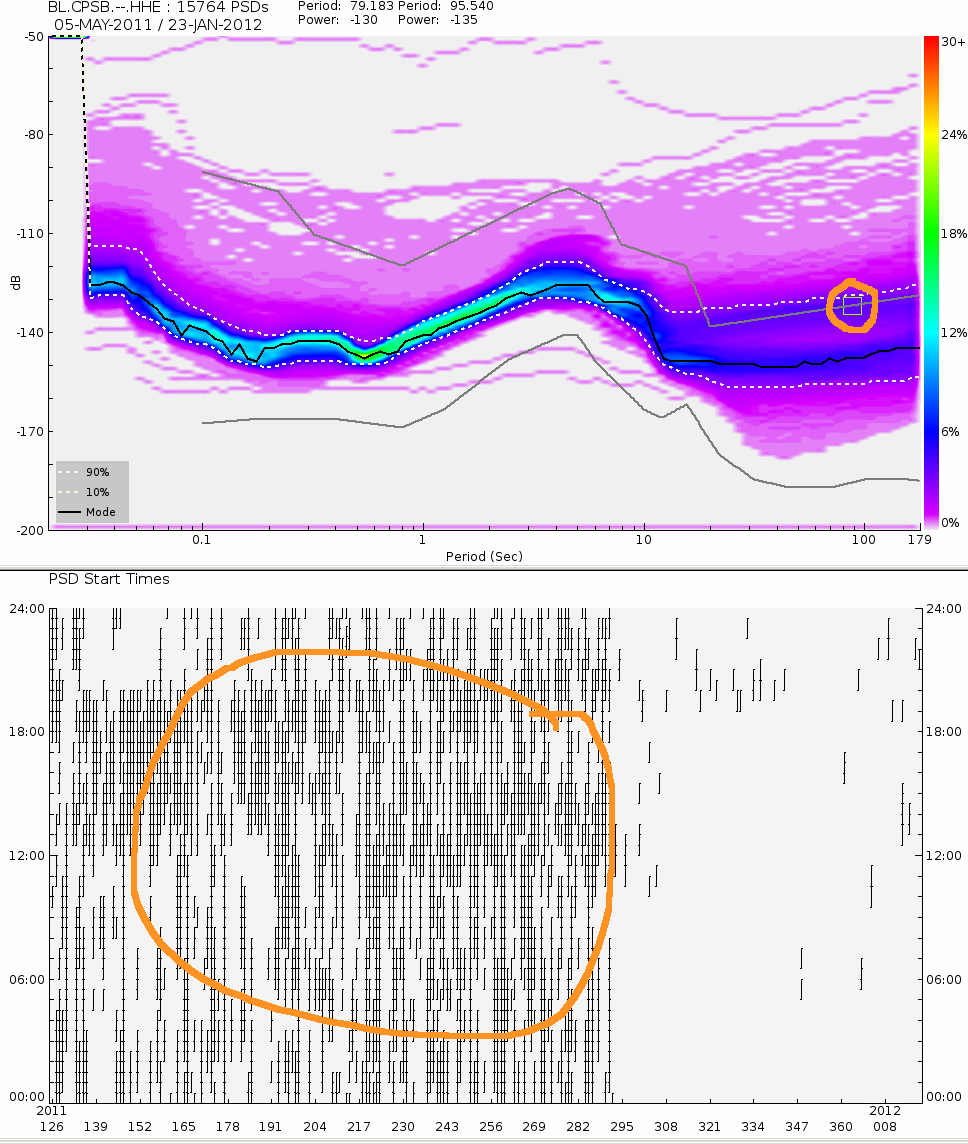 BL.CPSB.--.HHE : 15764 PSDs
05-MAY-2011 / 23-JAN-2012
Period: 79.183 Period: 95.540
Power: -130 Power: -135
-50
-80
-110
dB
-140
-170
-200
30+
24%
18%
12%
6%
0%
90%
10%
Mode
0.1 1 10 100 179
Period (Sec)
PSD Start Times
24:00 24:00
18:00 18:00
12:00 12:00
06:00 06:00
00:00 00:00
2011 2012
126 139 152 165 178 191 204 217 230 243 256 269 282 295 308 321 334 347 360 008